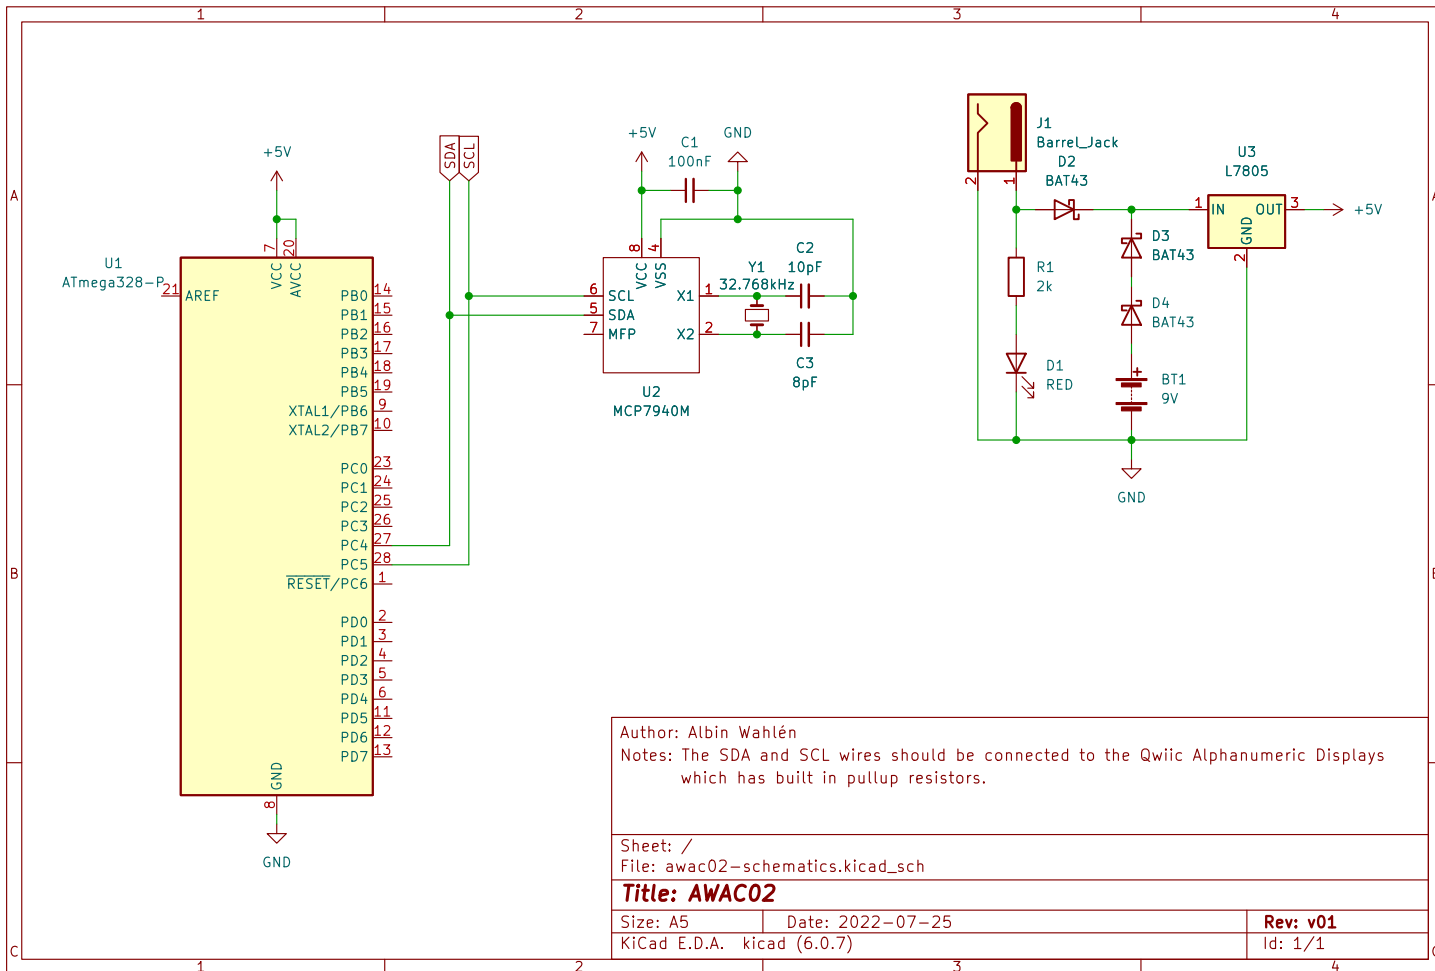 1 2 3 4
A A
B
C
+5V
U1
ATmega328-P
7 20
VCC AVCC
21 AREF
PB0 14
PB1 15
PB2 16
PB3 17
PB4 18
PB5 19
XTAL1/PB6 9
XTAL2/PB7 10
PC0 23
PC1 24
PC2 25
PC3 26
PC4 27
PC5 28
RESET/PC6 1
PD0 2
PD1 3
PD2 4
PD3 5
PD4 6
PD5 11
PD6 12
PD7 13
GND
8
GND
SDA SCL
+5V
C1
100nF
GND
8 4
VCC VSS
6 SCL
5 SDA
7 MFP
X1 1
X2 2
U2
MCP7940M
Y1
32.768kHz
C2
10pF
C3
8pF
J1
Barrel_Jack
2 1
D2
BAT43
R1
2k
D1
RED
D3
BAT43
D4
BAT43
BT1
9V
+
GND
U3
L7805
1 IN OUT 3
GND
2
+5V
Author: Albin Wahlén
Notes: The SDA and SCL wires should be connected to the Qwiic Alphanumeric Displays
which has built in pullup resistors.
Sheet: /
File: awac02-schematics.kicad_sch
Title: AWAC02
Size: A5 Date: 2022-07-25 Rev: v01
KiCad E.D.A. kicad (6.0.7) Id: 1/1
1 2 3 4